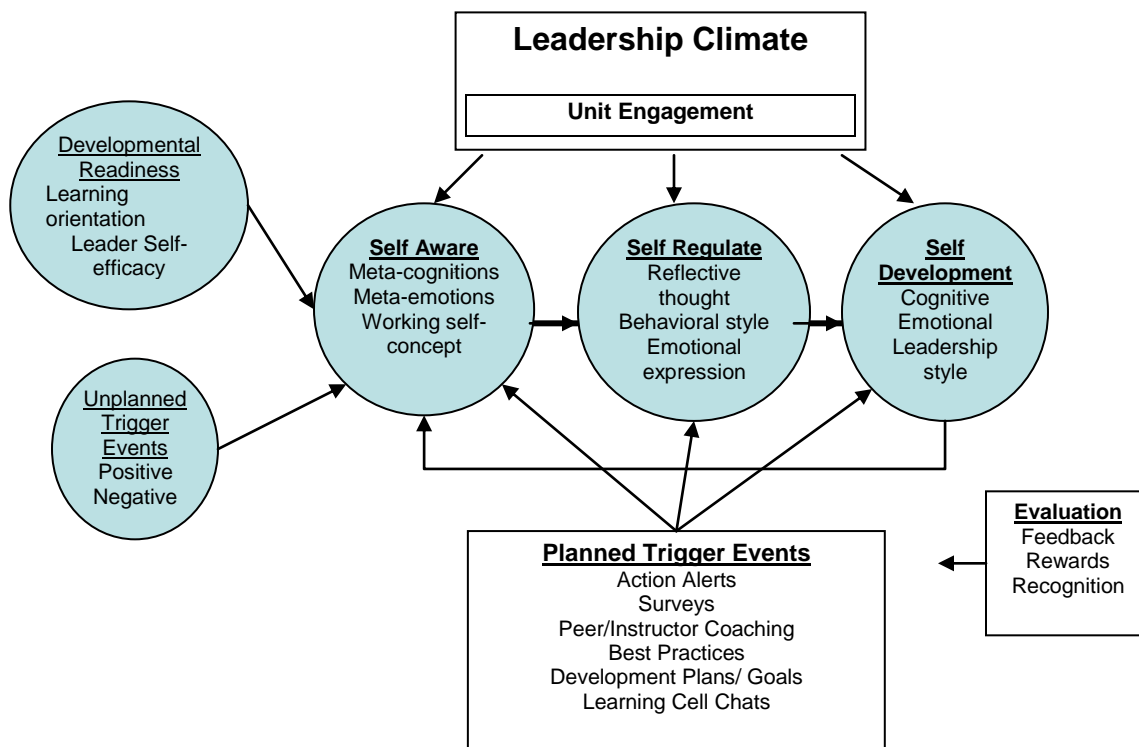 Leadership Climate
Unit Engagement
Developmental
Readiness
Learning
orientation
Leader Self-
efficacy
Self Aware
Meta-cognitions
Meta-emotions
Working self-
concept
Self Regulate
Reflective
thought
Behavioral style
Emotional
expression
Self
Development
Cognitive
Emotional
Leadership
style
Unplanned
Trigger
Events
Positive
Negative
Planned Trigger Events
Action Alerts
Surveys
Peer/Instructor Coaching
Best Practices
Development Plans/ Goals
Learning Cell Chats
Evaluation
Feedback
Rewards
Recognition